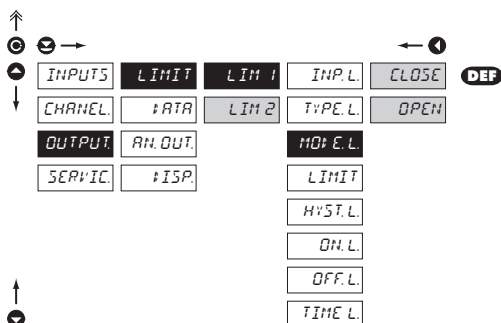 INPUTS LIMIT LIM 1 INP. L. CLOSE DEF
CHANNEL. DATA LIM 2 TYPE. L. OPEN
OUTPUT. AN. OUT. MODE. L.
SERVIC. DISP. LIMIT
HYST. L.
ON. L.
OFF. L.
TIME L.